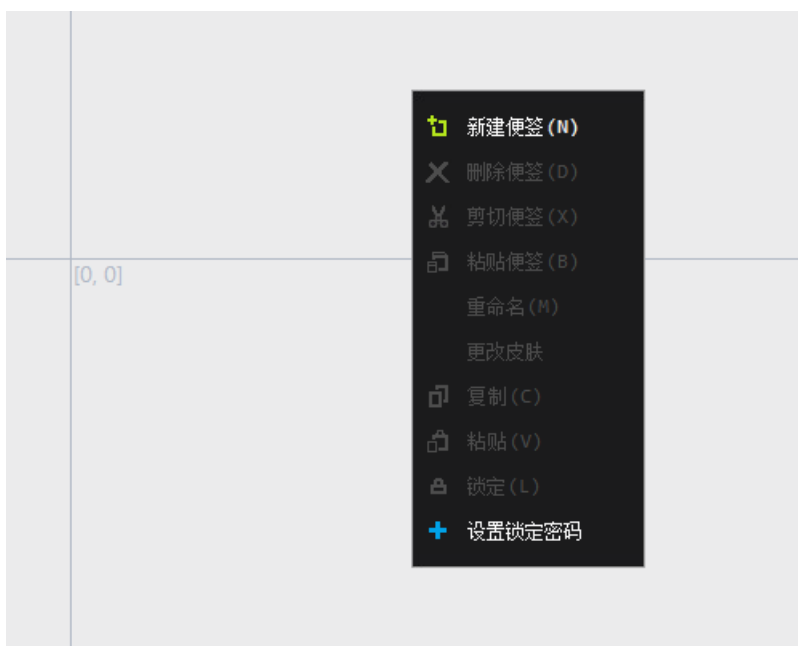 新建便签(N)
删除便签(D)
剪切便签(X)
粘贴便签(B)
[0, 0]
重命名(M)
更改皮肤
复制(C)
粘贴(V)
锁定(L)
设置锁定密码